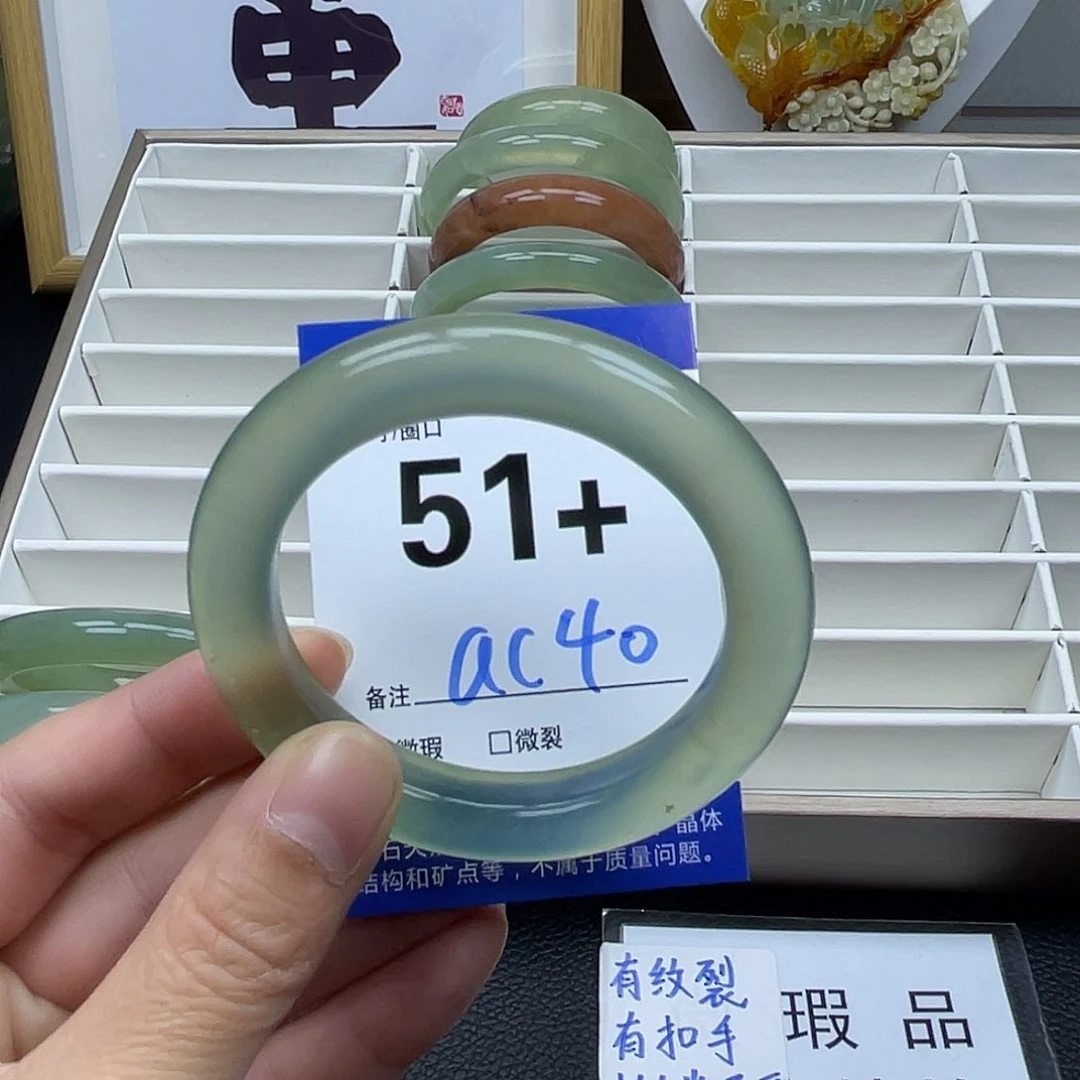 圈口
51+
备注 ac40
微瑕 □微裂
晶体
结构和矿点等，不属于质量问题。
有纹裂
有扣手
瑕 品